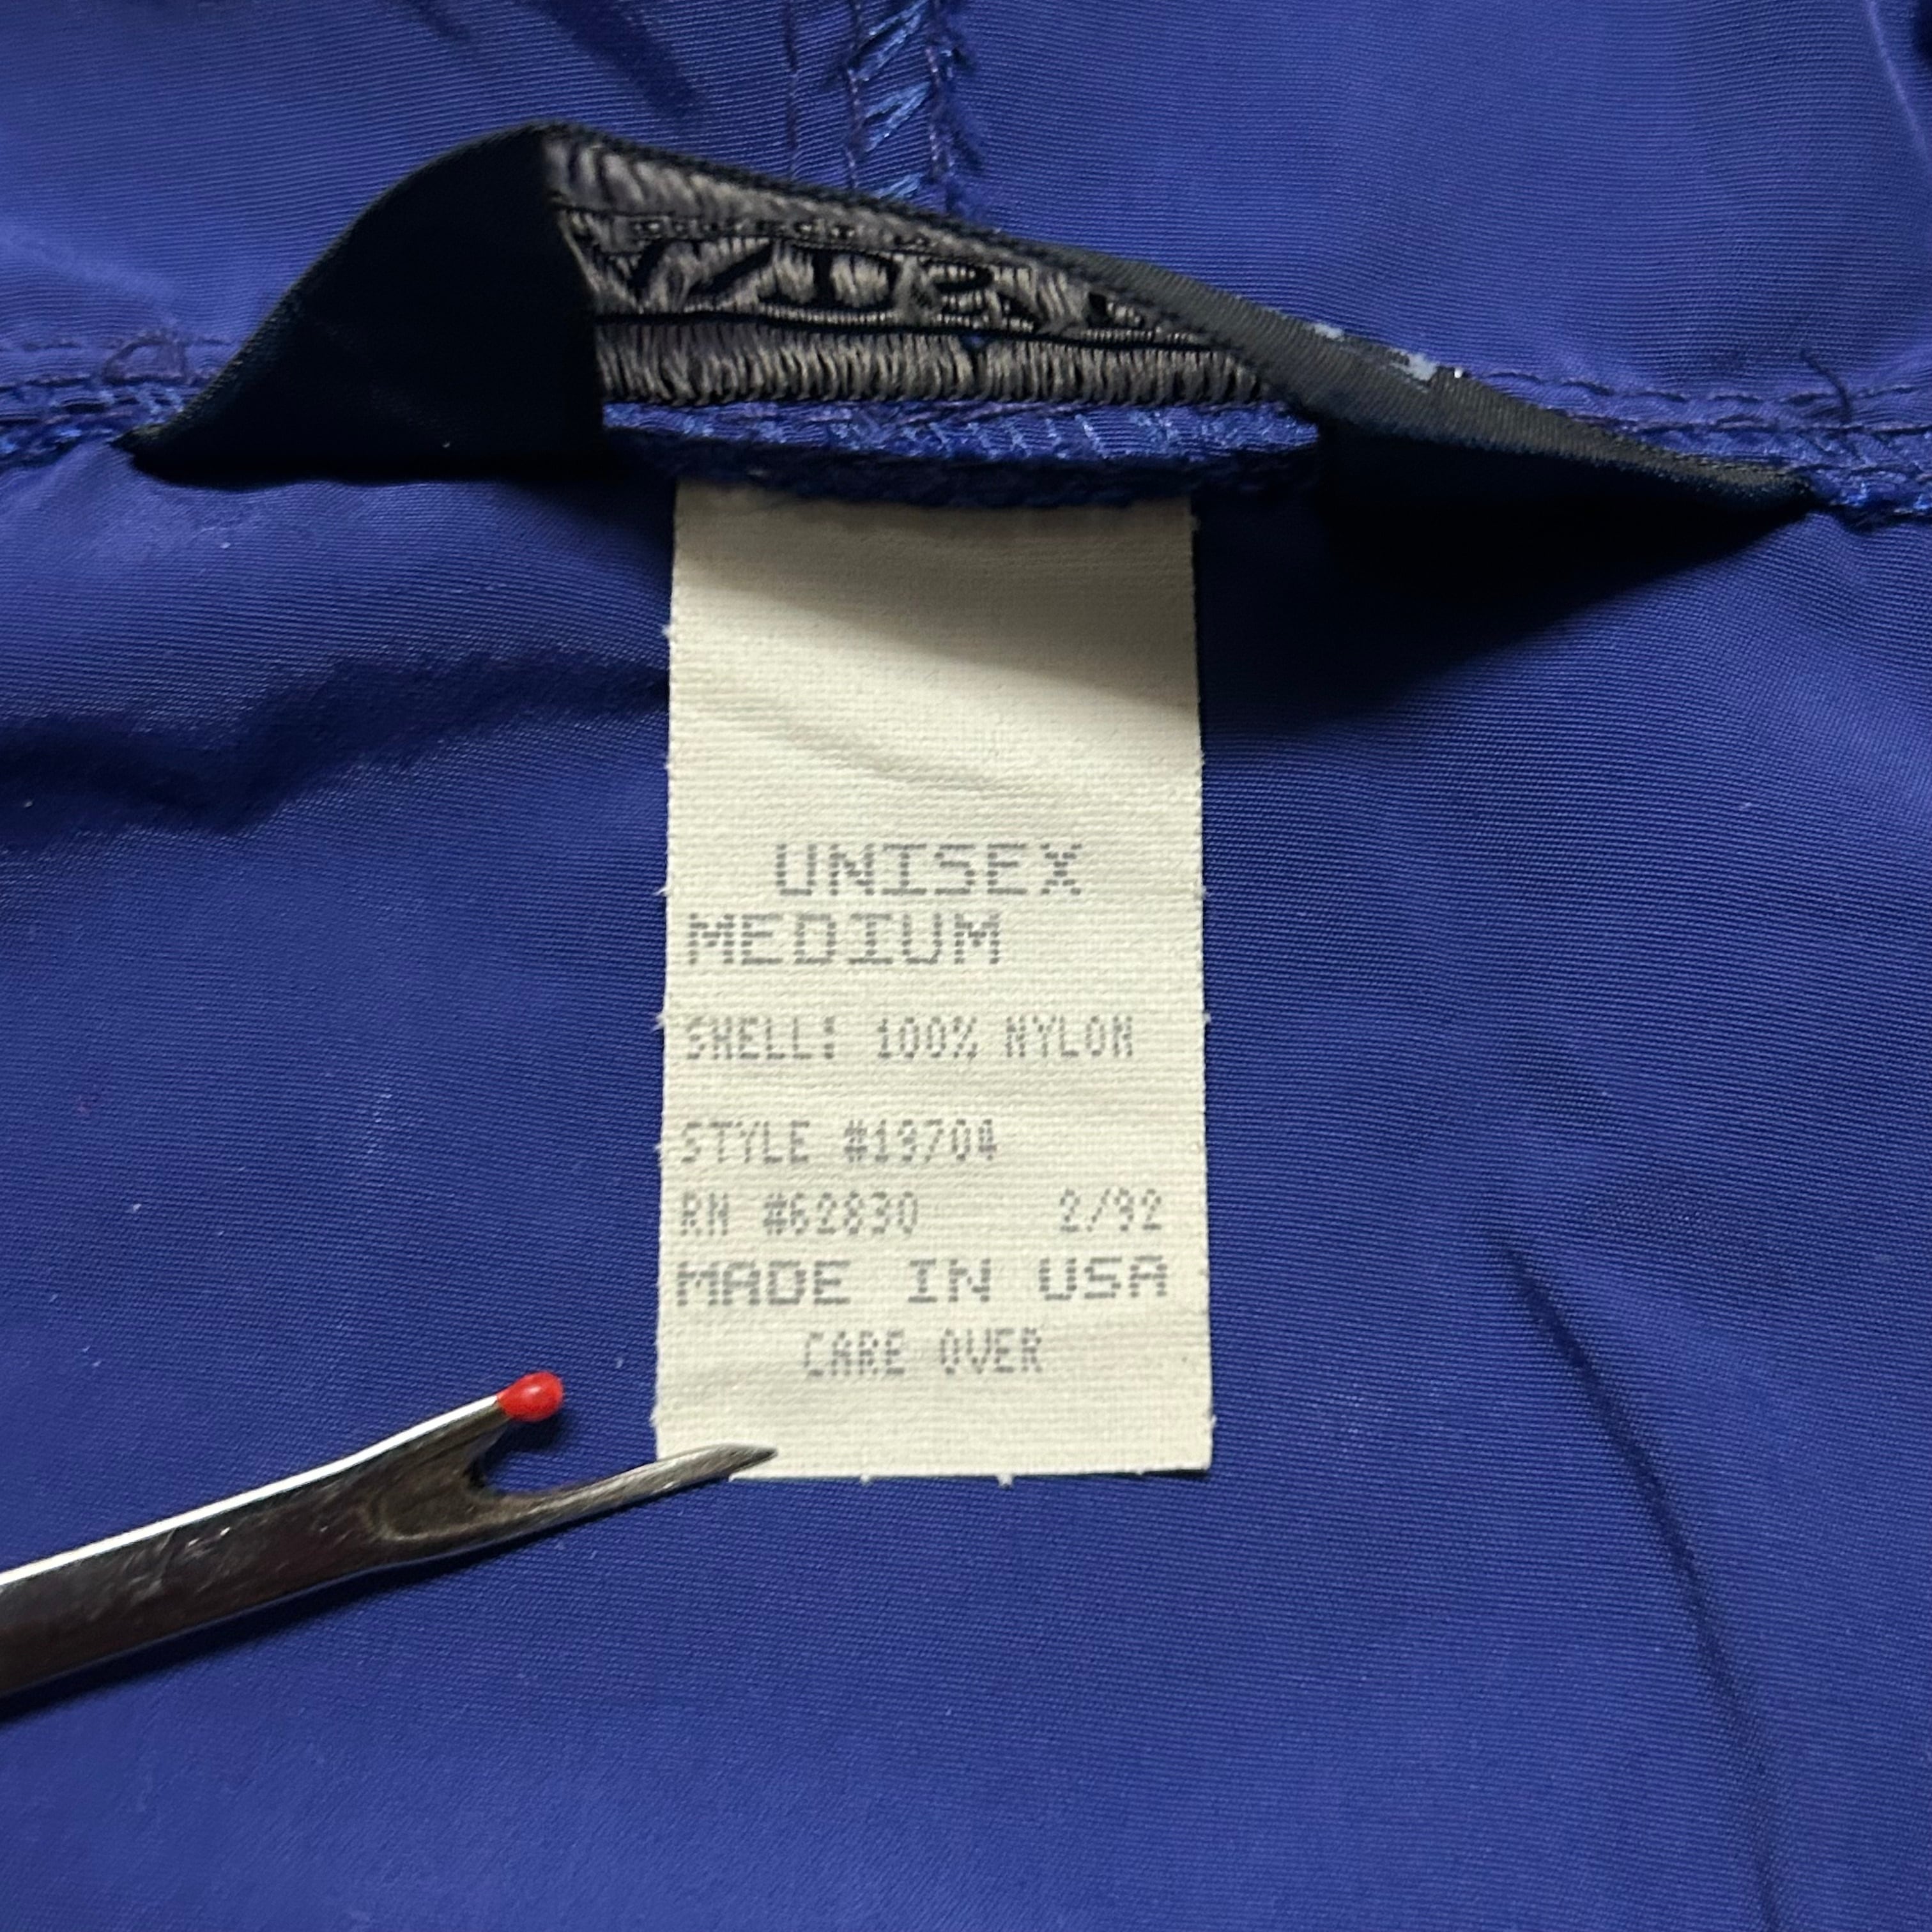 UNISEX
MEDIUM
SHELL: 100% NYLON
STYLE #19704
RN #62830 2/92
MADE IN USA
CARE OVER